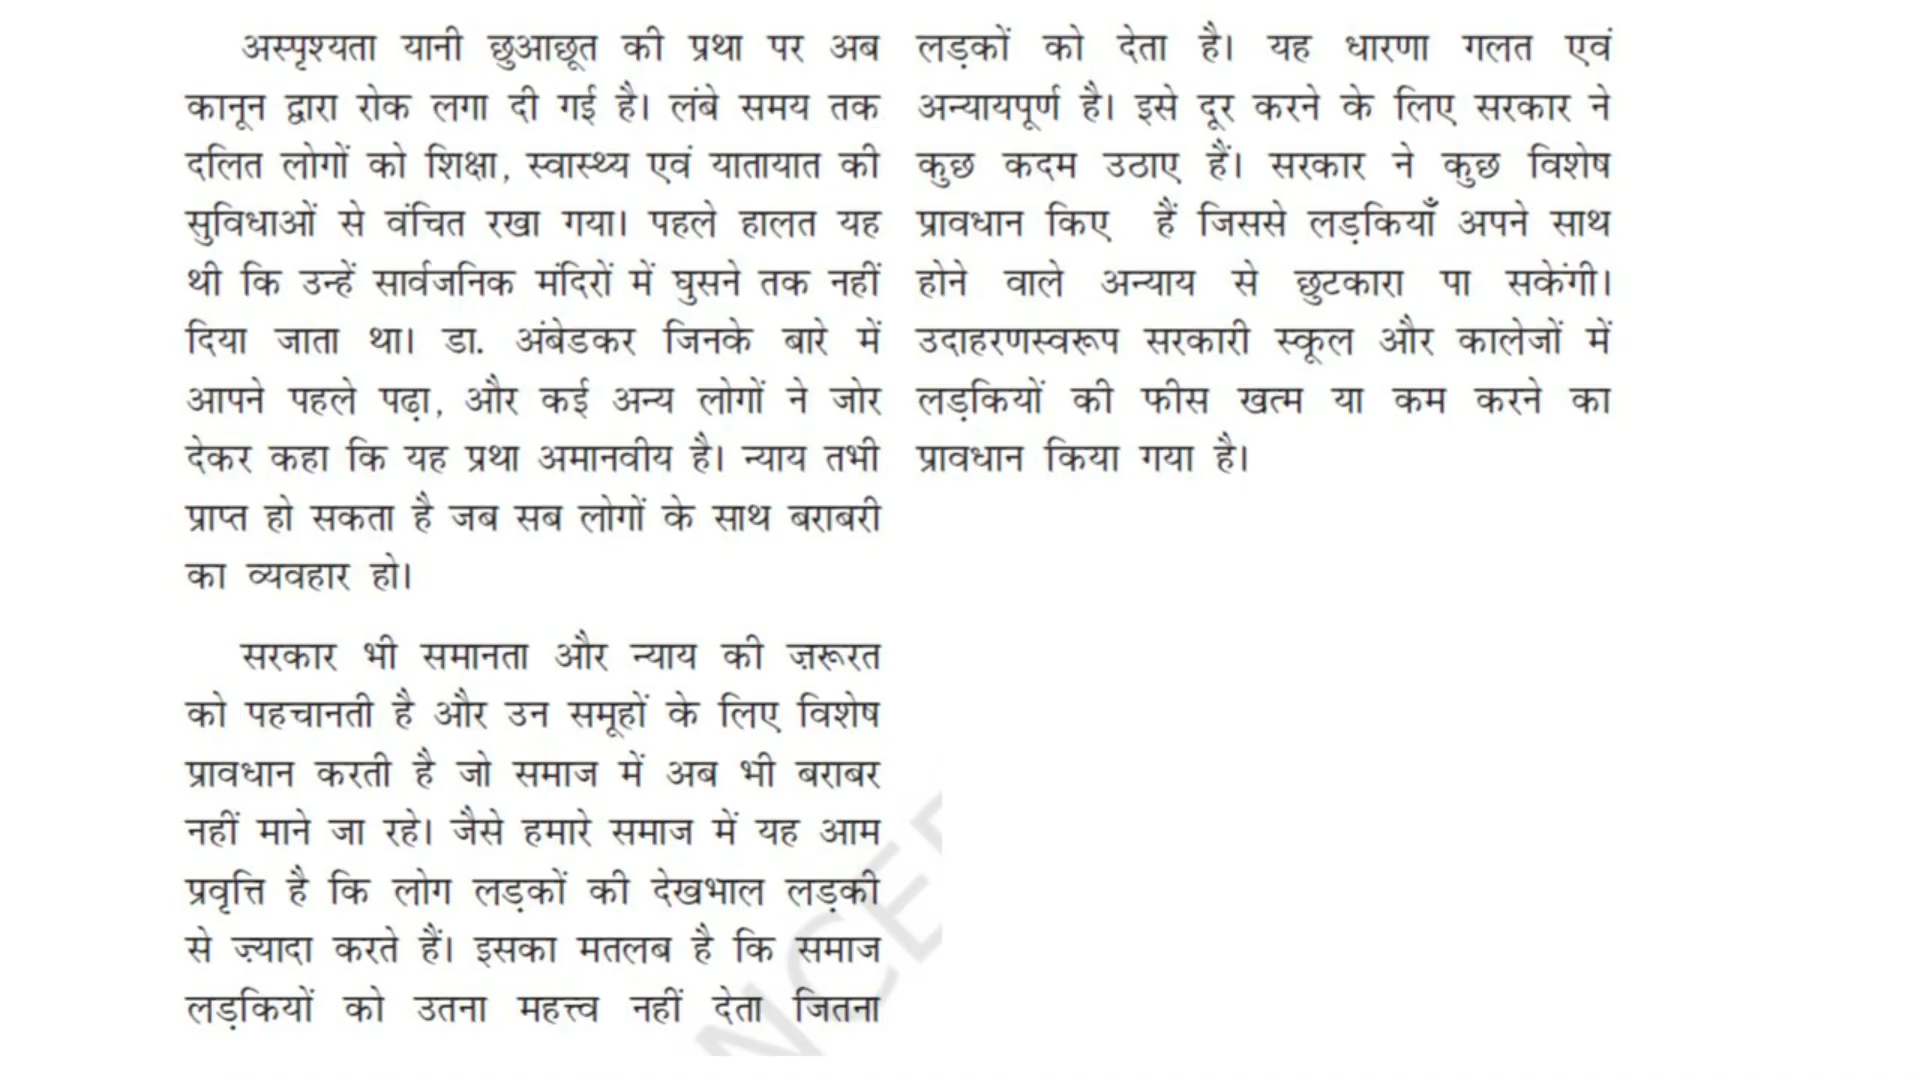 अस्पृश्यता यानी छुआछूत की प्रथा पर अब
कानून द्वारा रोक लगा दी गई है। लंबे समय तक
दलित लोगों को शिक्षा, स्वास्थ्य एवं यातायात की
सुविधाओं से वंचित रखा गया। पहले हालत यह
थी कि उन्हें सार्वजनिक मंदिरों में घुसने तक नहीं
दिया जाता था। डा. अंबेडकर जिनके बारे में
आपने पहले पढ़ा, और कई अन्य लोगों ने जोर
देकर कहा कि यह प्रथा अमानवीय है। न्याय तभी
प्राप्त हो सकता है जब सब लोगों के साथ बराबरी
का व्यवहार हो।
सरकार भी समानता और न्याय की ज़रूरत
को पहचानती है और उन समूहों के लिए विशेष
प्रावधान करती है जो समाज में अब भी बराबर
नहीं माने जा रहे। जैसे हमारे समाज में यह आम
प्रवृत्ति है कि लोग लड़कों की देखभाल लड़की
से ज़्यादा करते हैं। इसका मतलब है कि समाज
लड़कियों को उतना महत्त्व नहीं देता जितना
लड़कों को देता है। यह धारणा गलत एवं
अन्यायपूर्ण है। इसे दूर करने के लिए सरकार ने
कुछ कदम उठाए हैं। सरकार ने कुछ विशेष
प्रावधान किए हैं जिससे लड़कियाँ अपने साथ
होने वाले अन्याय से छुटकारा पा सकेंगी।
उदाहरणस्वरूप सरकारी स्कूल और कालेजों में
लड़कियों की फीस खत्म या कम करने का
प्रावधान किया गया है।